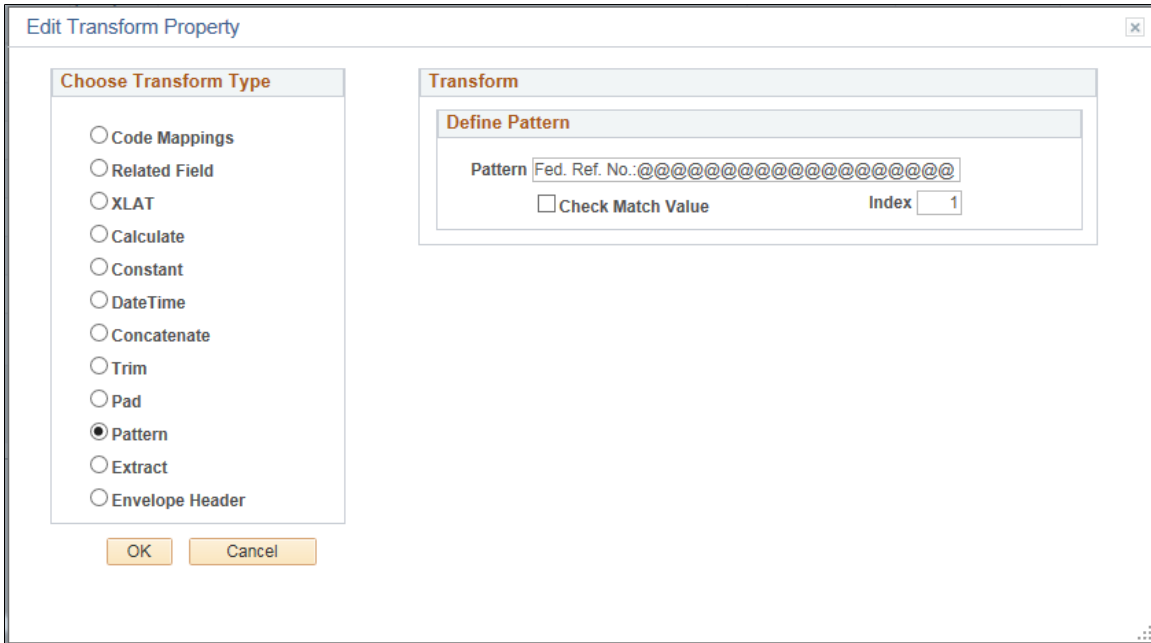 Edit Transform Property
Choose Transform Type
Code Mappings
Related Field
XLAT
Calculate
Constant
DateTime
Concatenate
Trim
Pad
Pattern
Extract
Envelope Header
OK Cancel
Transform
Define Pattern
Pattern Fed. Ref. No.:@@@@@@@@@@@@@@@@@@@
Check Match Value Index 1